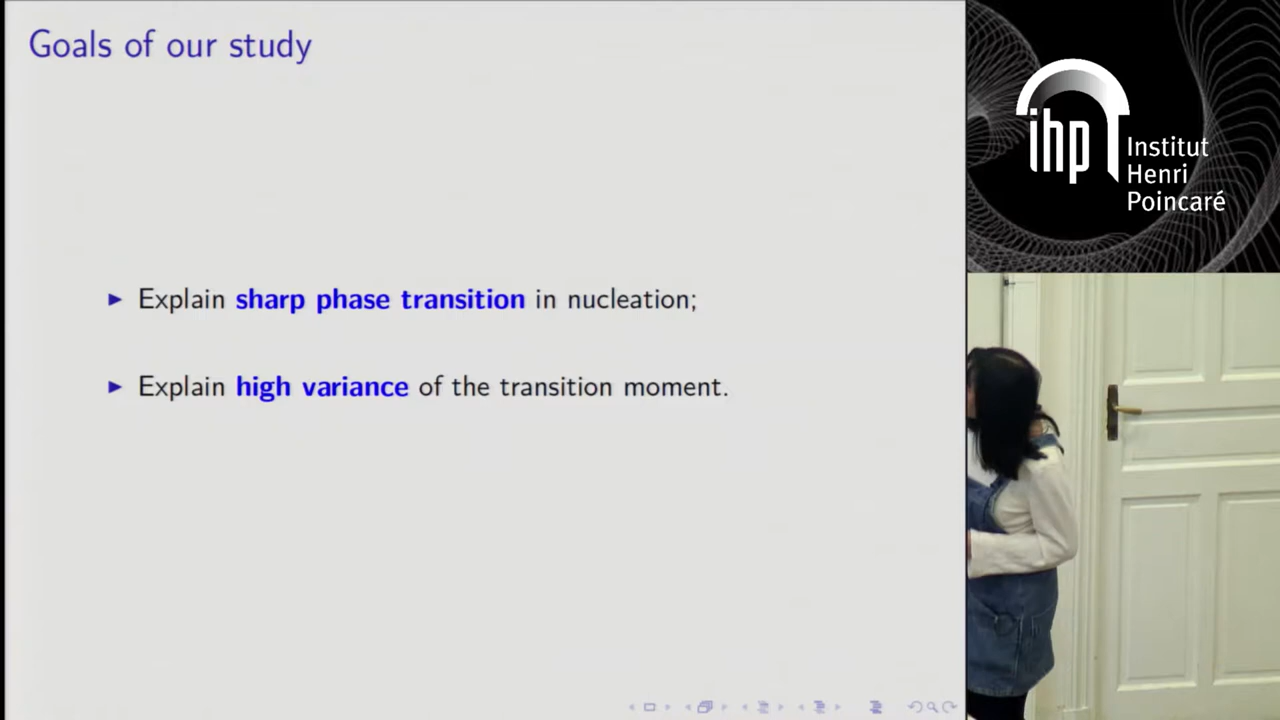 Goals of our study
▶ Explain sharp phase transition in nucleation;
▶ Explain high variance of the transition moment.
ihp
Institut
Henri
Poincaré